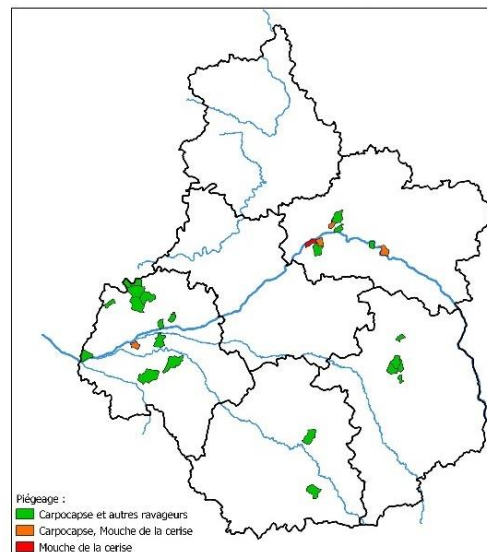 Piégeage :
Carpocapse et autres ravageurs
Carpocapse, Mouche de la cerise
Mouche de la cerise